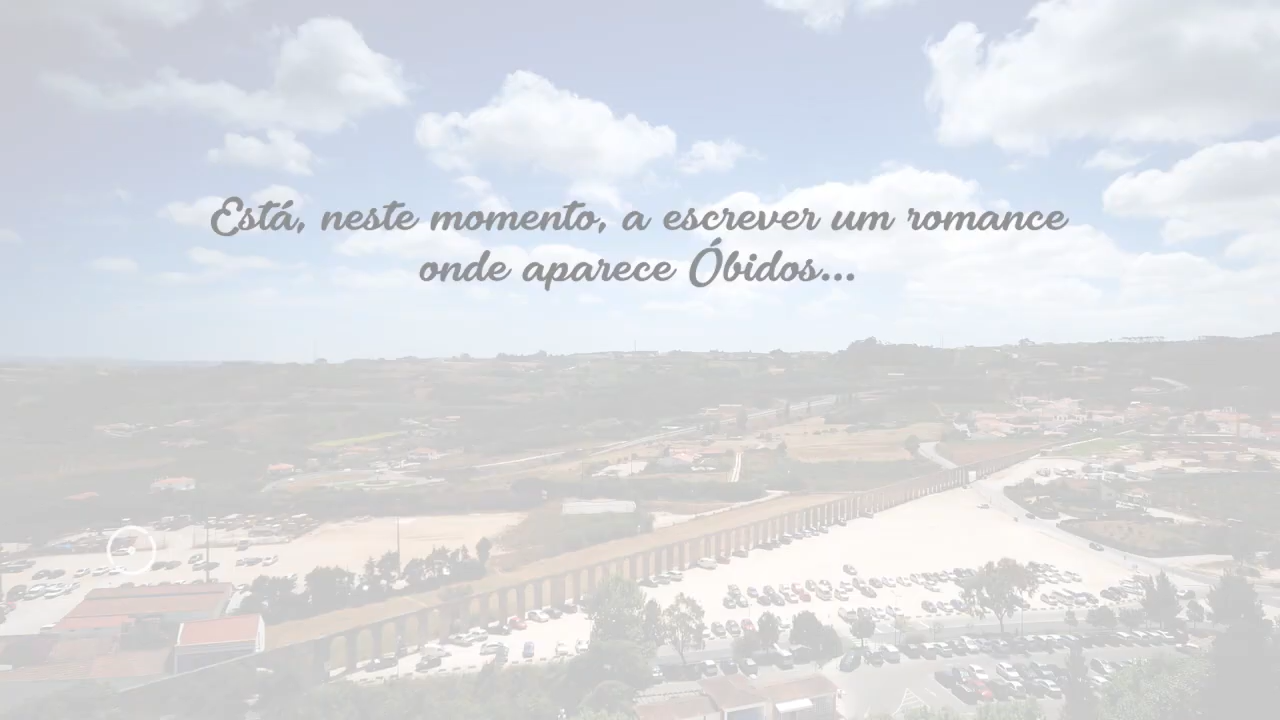 Está, neste momento, a escrever um romance
onde aparece Óbidos...